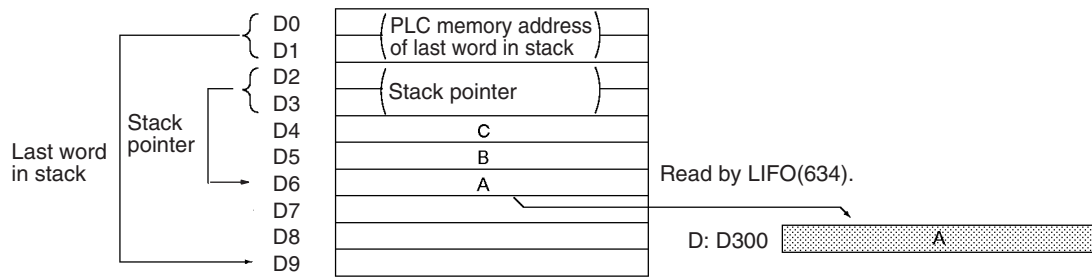 D0
D1
PLC memory address
of last word in stack
D2
D3
Stack pointer
D4
C
D5
B
D6
A
D7
D8
D9
Stack
pointer
Last word
in stack
Read by LIFO(634).
D: D300
A